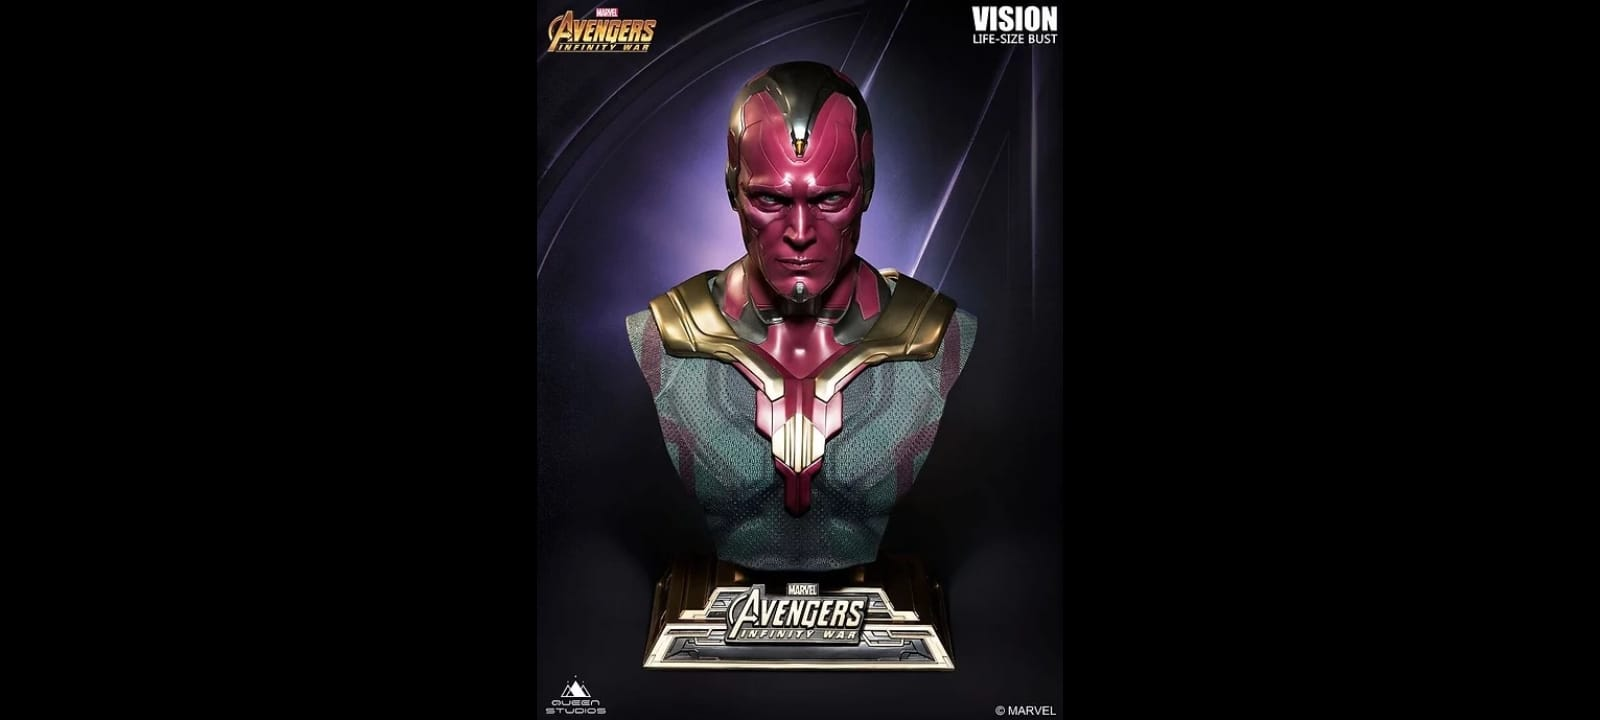 MARVEL
AVENGERS
INFINITY WAR
VISION
LIFE-SIZE BUST
MARVEL
AVENGERS
INFINITY WAR
QUEEN
STUDIOS
© MARVEL